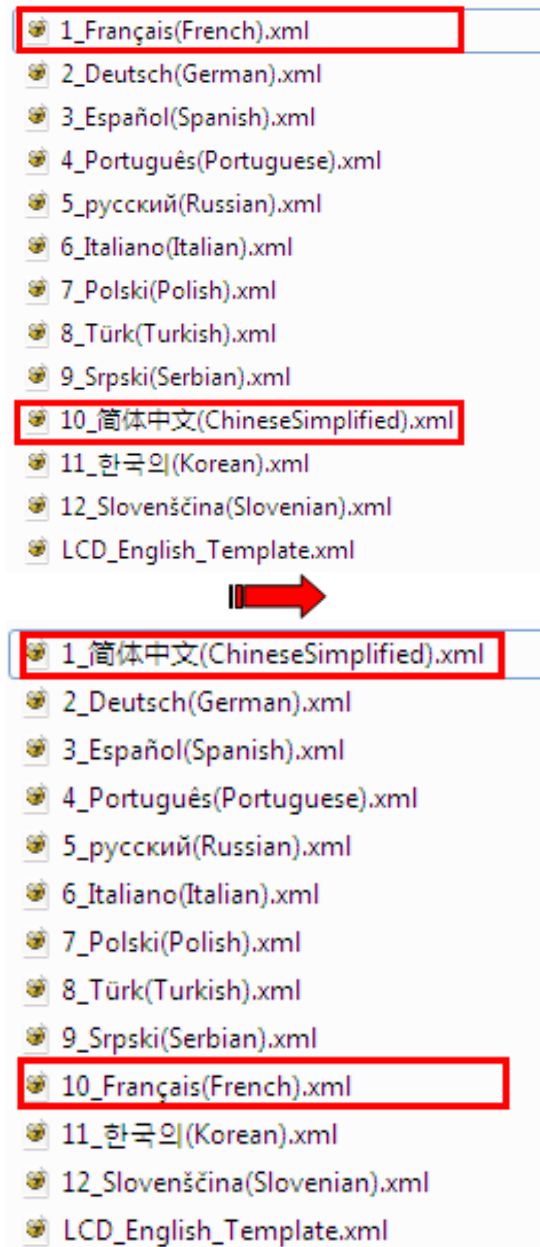 1_Français(French).xml
2_Deutsch(German).xml
3_Español(Spanish).xml
4_Português(Portuguese).xml
5_русский(Russian).xml
6_Italiano(Italian).xml
7_Polski(Polish).xml
8_Türk(Turkish).xml
9_Srpski(Serbian).xml
10_简体中文(ChineseSimplified).xml
11_한국의(Korean).xml
12_Slovenščina(Slovenian).xml
LCD_English_Template.xml
1_简体中文(ChineseSimplified).xml
2_Deutsch(German).xml
3_Español(Spanish).xml
4_Português(Portuguese).xml
5_русский(Russian).xml
6_Italiano(Italian).xml
7_Polski(Polish).xml
8_Türk(Turkish).xml
9_Srpski(Serbian).xml
10_Français(French).xml
11_한국의(Korean).xml
12_Slovenščina(Slovenian).xml
LCD_English_Template.xml